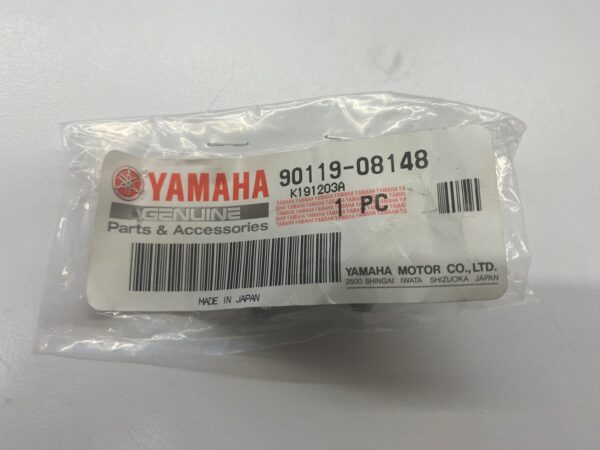 YAMAHA
GENUINE
Parts & Accessories
90119-08148
K191203A
1 PC
YAMAHA MOTOR CO.,LTD.
2500 SHINGAI IWATA SHIZUOKA JAPAN
MADE IN JAPAN